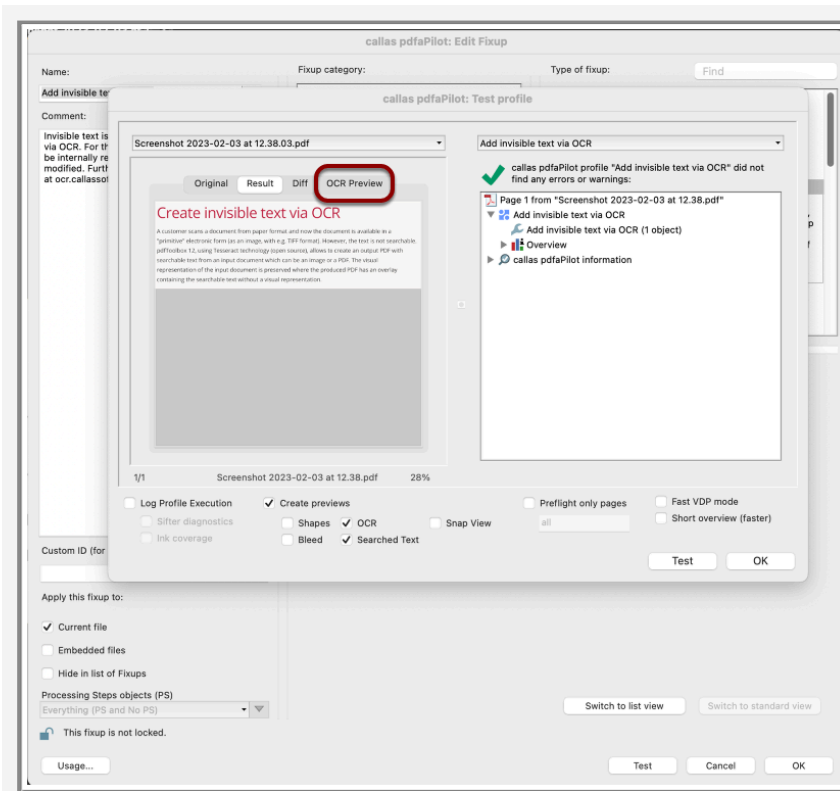 callas pdfaPilot: Edit Fixup
Name:
Fixup category:
Type of fixup:
Find
Add invisible te
Comment:
Invisible text is
via OCR. For th
be internally re
modified. Furth
at ocr.callassof
callas pdfaPilot: Test profile
Screenshot 2023-02-03 at 12.38.03.pdf
Add invisible text via OCR
Original Result Diff OCR Preview
Create invisible text via OCR
A customer scans a document from paper format and now the document is available in a
"primitive" electronic form (as an image, with e.g. TIFF format). However, the text is not searchable
pdfToolbox 12, using Tesseract technology (open source), allows to create an output PDF with
searchable text from an input document which can be an image or a PDF. The visual
representation of the input document is preserved where the produced PDF has an overlay
containing the searchable text without a visual representation.
1/1 Screenshot 2023-02-03 at 12.38.pdf 28%
callas pdfaPilot profile "Add invisible text via OCR" did not
find any errors or warnings:
Page 1 from "Screenshot 2023-02-03 at 12.38.pdf"
Add invisible text via OCR
Add invisible text via OCR (1 object)
Overview
callas pdfaPilot information
Log Profile Execution
Sifter diagnostics
Ink coverage
Create previews
Shapes OCR
Bleed Searched Text
Snap View
Preflight only pages
all
Fast VDP mode
Short overview (faster)
Test OK
Custom ID (for
Apply this fixup to:
Current file
Embedded files
Hide in list of Fixups
Processing Steps objects (PS)
Everything (PS and No PS)
This fixup is not locked.
Switch to list view Switch to standard view
Usage...
Test Cancel OK